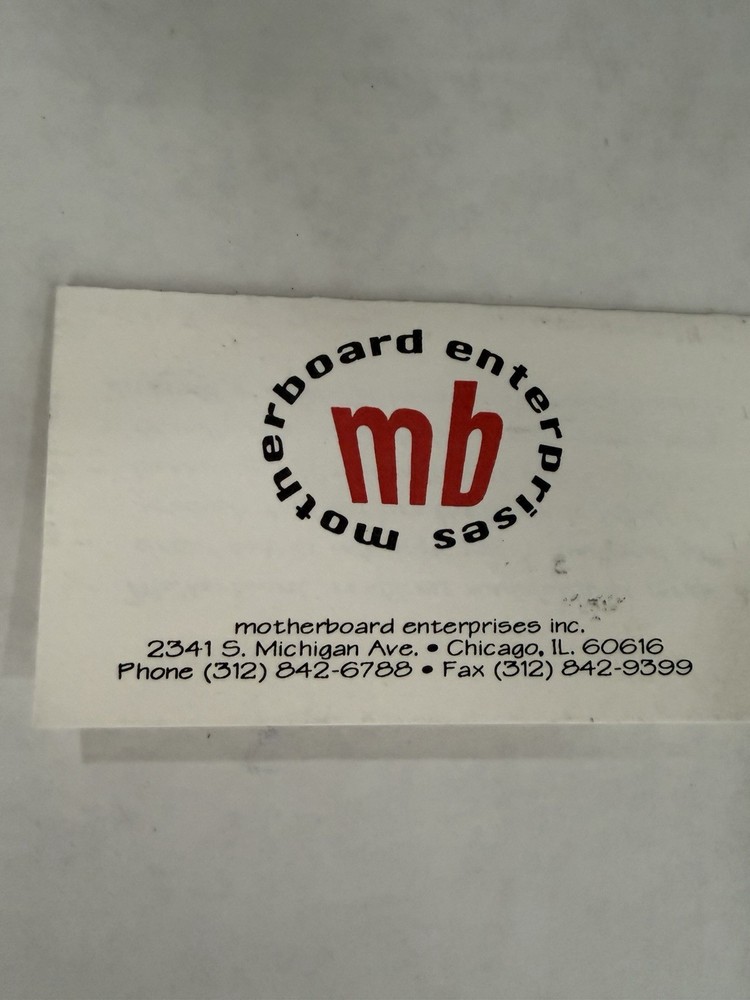 motherboard enterprises
mb
motherboard enterprises inc.
2341 S. Michigan Ave. • Chicago, IL. 60616
Phone (312) 842-6788 • Fax (312) 842-9399